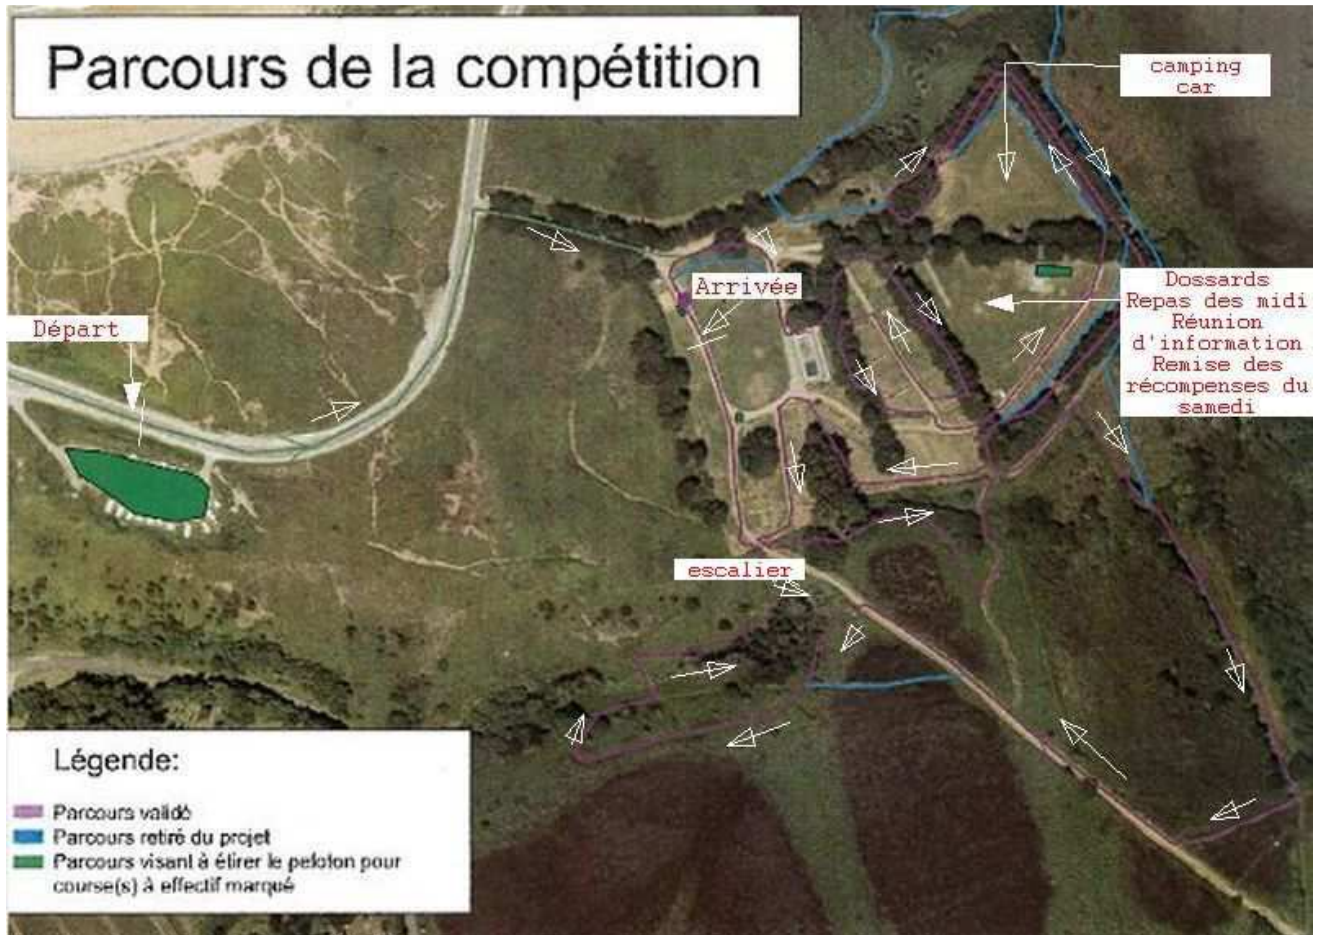 Parcours de la compétition
camping
car
Arrivée
Dossards
Repas des midi
Réunion
d'information
Remise des
récompenses du
samedi
Départ
escalier
Légende:
Parcours validé
Parcours retiré du projet
Parcours visant à étirer le peloton pour
course(s) à effectif marqué